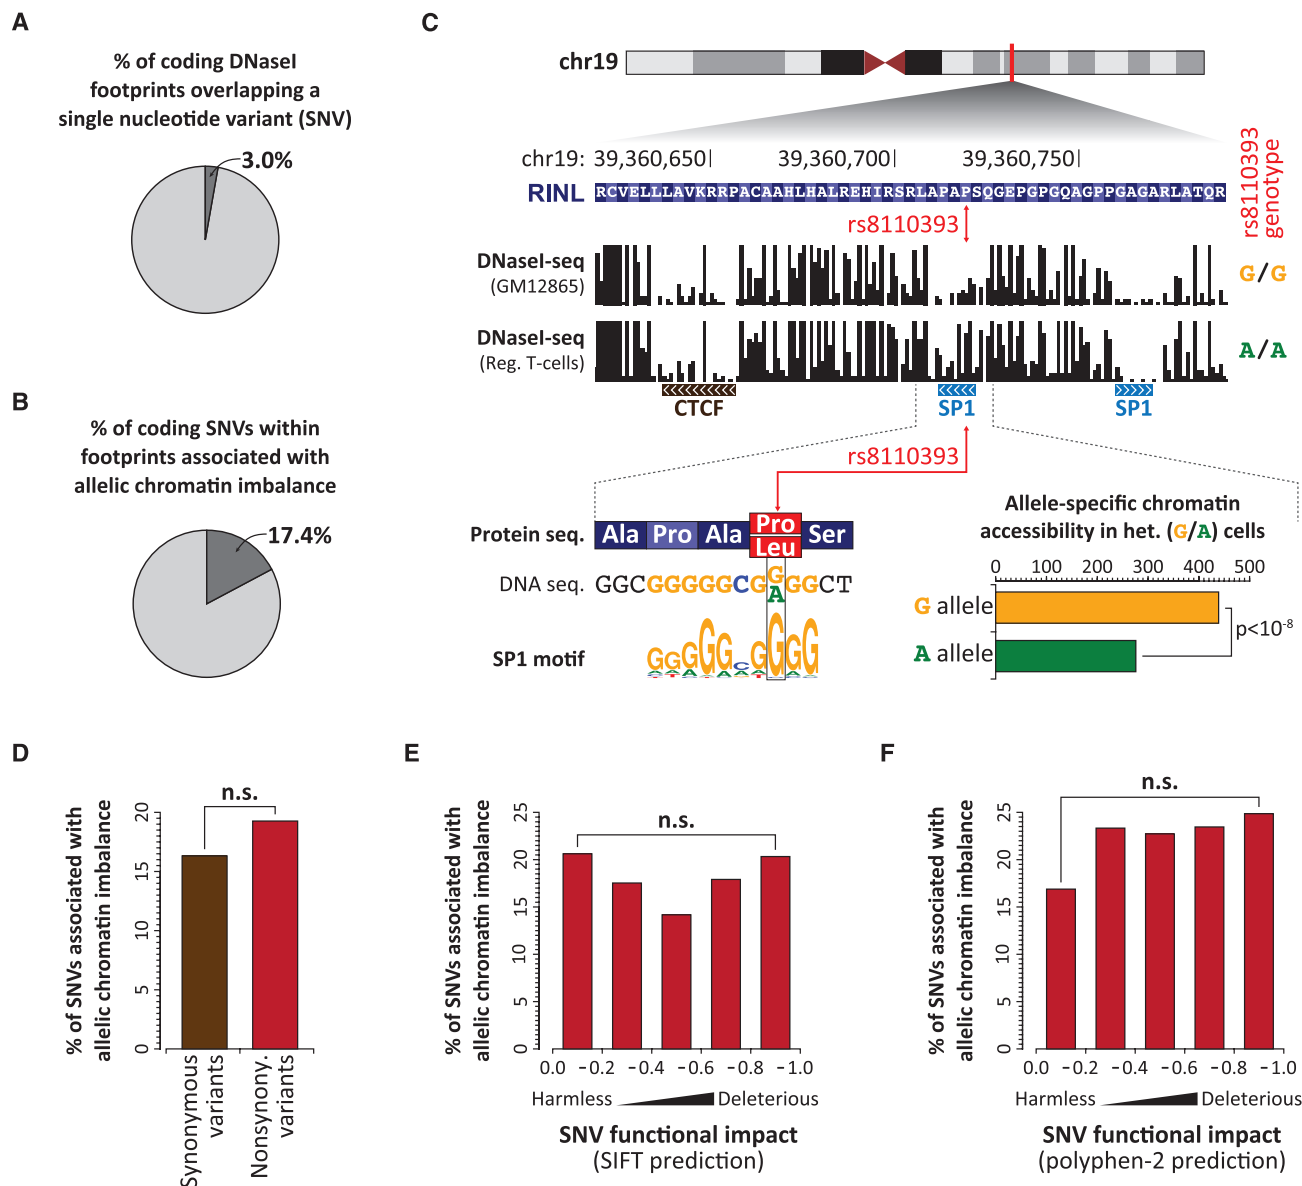 A
% of coding DNaseI
footprints overlapping a
single nucleotide variant (SNV)
3.0%
B
% of coding SNVs within
footprints associated with
allelic chromatin imbalance
17.4%
C
chr19
chr19: 39,360,650 39,360,700 39,360,750
RINL RCVELLLAVKRRPACAAHLHALREHIRSRLAPAPSQGEPGPGQAGPPGAGARLATQR
rs8110393
genotype
rs8110393
DNaseI-seq
(GM12865)
G/G
DNaseI-seq
(Reg. T-cells)
A/A
CTCF SP1 SP1
rs8110393
Protein seq. Ala Pro Ala Pro Ser
Leu
DNA seq. GGCGGGGGCGGGGCT
A
SP1 motif
GGGGGCGGGG
Allele-specific chromatin
accessibility in het. (G/A) cells
0 100 200 300 400 500
G allele
A allele
p<10⁻⁸
D
% of SNVs associated with
allelic chromatin imbalance
0 5 10 15 20
n.s.
Synonymous
variants
Nonsynony.
variants
E
% of SNVs associated with
allelic chromatin imbalance
0 5 10 15 20 25
n.s.
0.0 -0.2 -0.4 -0.6 -0.8 -1.0
Harmless Deleterious
SNV functional impact
(SIFT prediction)
F
% of SNVs associated with
allelic chromatin imbalance
0 5 10 15 20 25
n.s.
0.0 -0.2 -0.4 -0.6 -0.8 -1.0
Harmless Deleterious
SNV functional impact
(polyphen-2 prediction)